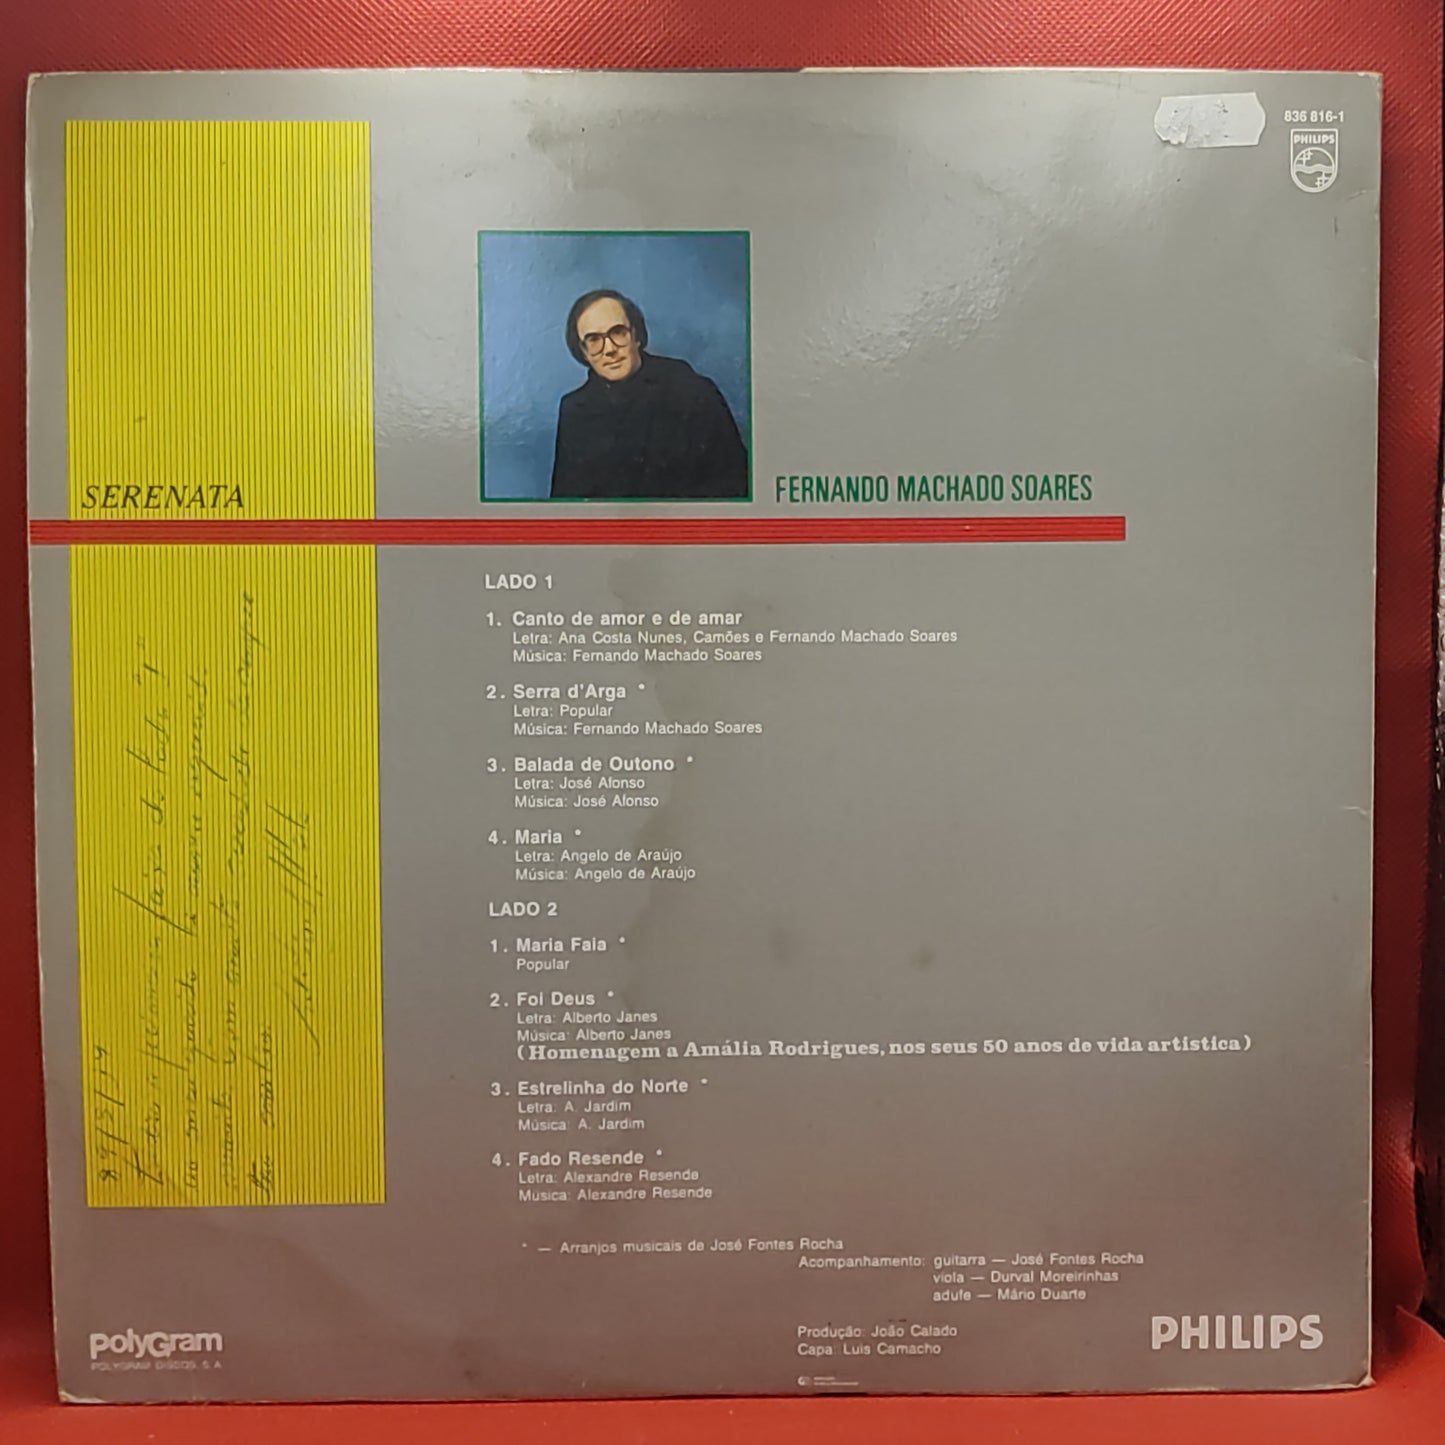 836 816-1
PHILIPS
SERENATA
FERNANDO MACHADO SOARES
LADO 1
1. Canto de amor e de amar
Letra: Ana Costa Nunes, Camões e Fernando Machado Soares
Música: Fernando Machado Soares
2. Serra d'Arga *
Letra: Popular
Música: Fernando Machado Soares
3. Balada de Outono *
Letra: José Afonso
Música: José Afonso
4. Maria *
Letra: Angelo de Araújo
Música: Angelo de Araújo
LADO 2
1. Maria Faia *
Popular
2. Foi Deus *
Letra: Alberto Janes
Música: Alberto Janes
(Homenagem a Amália Rodrigues, nos seus 50 anos de vida artística)
3. Estrelinha do Norte *
Letra: A. Jardim
Música: A. Jardim
4. Fado Resende *
Letra: Alexandre Resende
Música: Alexandre Resende
* — Arranjos musicais de José Fontes Rocha
Acompanhamento: guitarra — José Fontes Rocha
viola — Durval Moreirinhas
adufe — Mário Duarte
Produção: João Calado
Capa: Luis Camacho
polyGram
POLYGRAM DISCOS, S.A.
PHILIPS